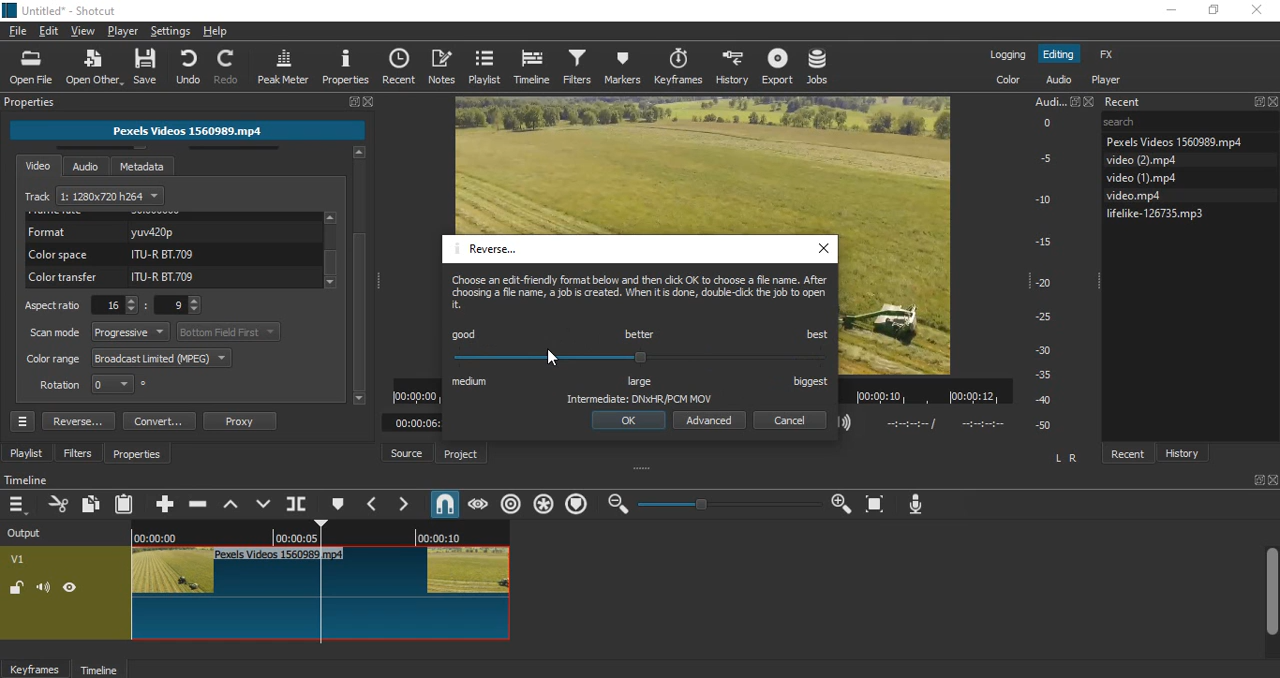 Untitled* - Shotcut
File Edit View Player Settings Help
Open File Open Other... Save Undo Redo Peak Meter Properties Recent Notes Playlist Timeline Filters Markers Keyframes History Export Jobs
Logging Editing FX
Color Audio Player
Properties
Pexels Videos 1560989.mp4
Video Audio Metadata
Track 1: 1280x720 h264
Format yuv420p
Color space ITU-R BT.709
Color transfer ITU-R BT.709
Aspect ratio 16 : 9
Scan mode Progressive Bottom Field First
Color range Broadcast Limited (MPEG)
Rotation 0 °
Reverse... Convert... Proxy
Playlist Filters Properties
Reverse...
Choose an edit-friendly format below and then click OK to choose a file name. After
choosing a file name, a job is created. When it is done, double-click the job to open
it.
good better best
medium large biggest
Intermediate: DNxHR/PCM MOV
OK Advanced Cancel
00:00:00 00:00:10 00:00:12
00:00:06: --:--:--:-- / --:--:--:--
Source Project
Audi...
0
-5
-10
-15
-20
-25
-30
-35
-40
-50
L R
Recent
search
Pexels Videos 1560989.mp4
video (2).mp4
video (1).mp4
video.mp4
lifelike-126735.mp3
Recent History
Timeline
Output
00:00:00 00:00:05 00:00:10
V1
Pexels Videos 1560989.mp4
Keyframes Timeline